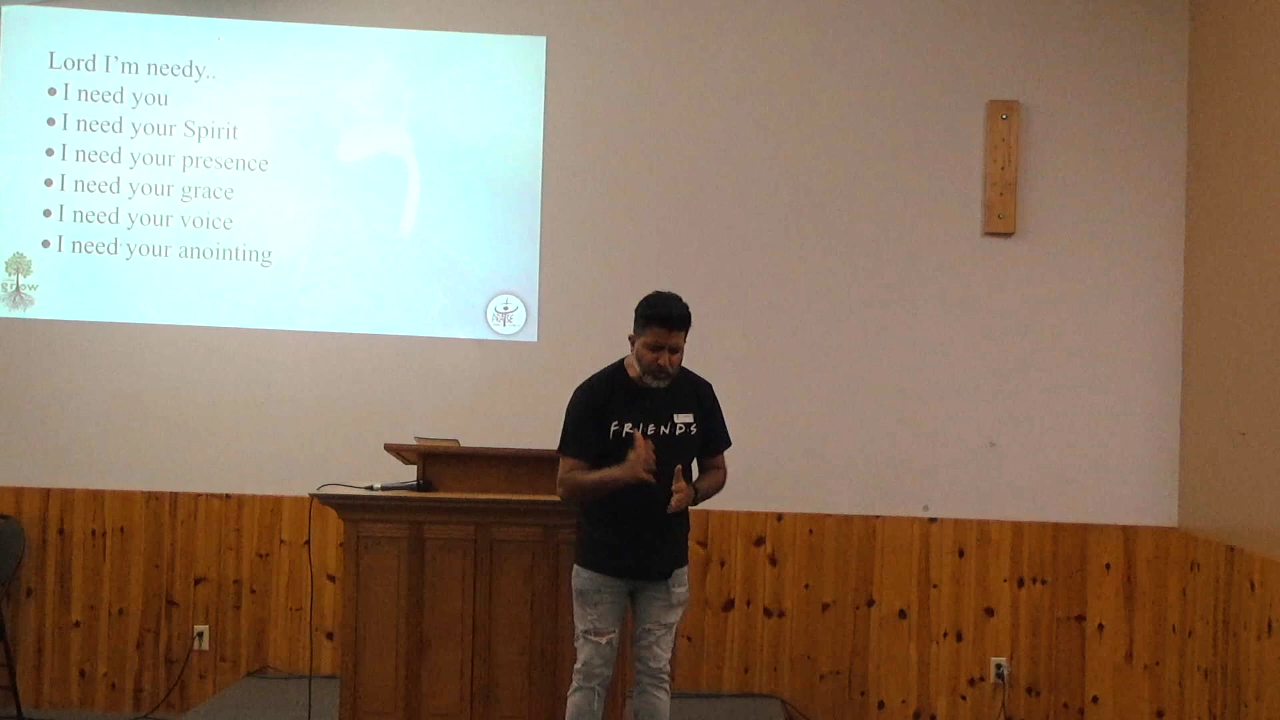 Lord I'm needy..
• I need you
• I need your Spirit
• I need your presence
• I need your grace
• I need your voice
• I need your anointing
grow
F·R·I·E·N·D·S